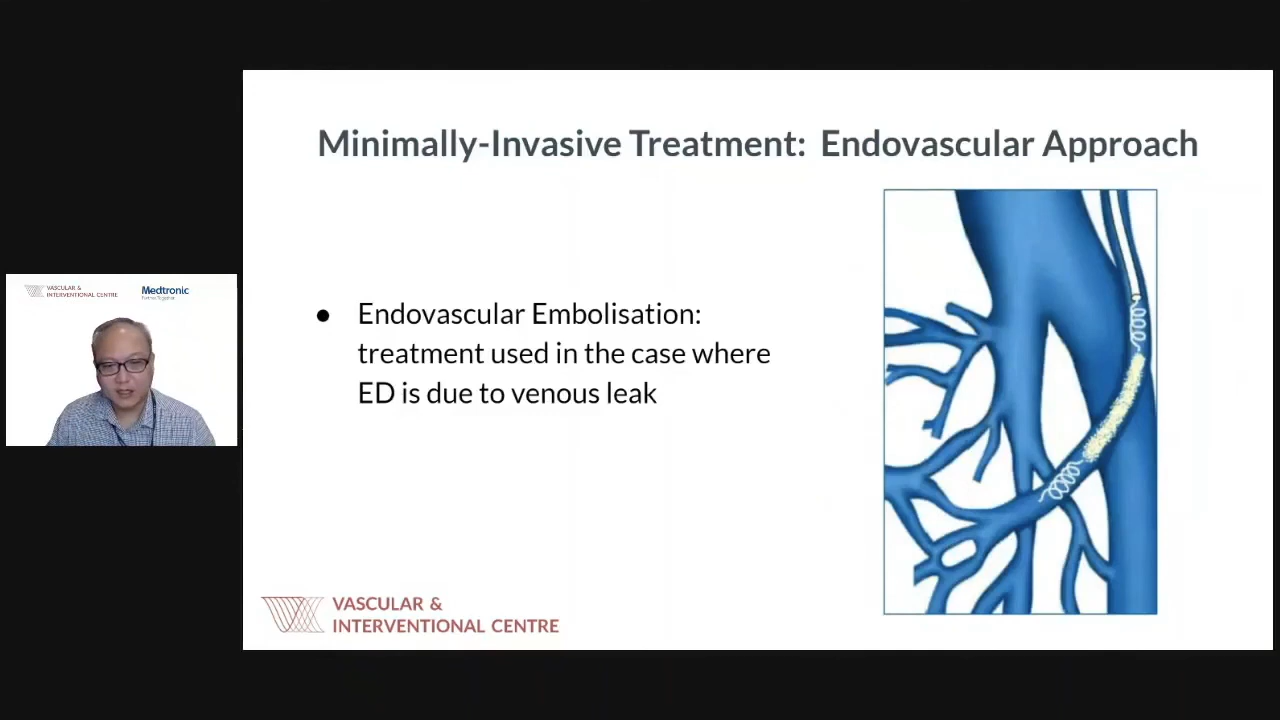 Minimally-Invasive Treatment: Endovascular Approach
VASCULAR &
INTERVENTIONAL CENTRE
Medtronic
● Endovascular Embolisation:
treatment used in the case where
ED is due to venous leak
VASCULAR &
INTERVENTIONAL CENTRE